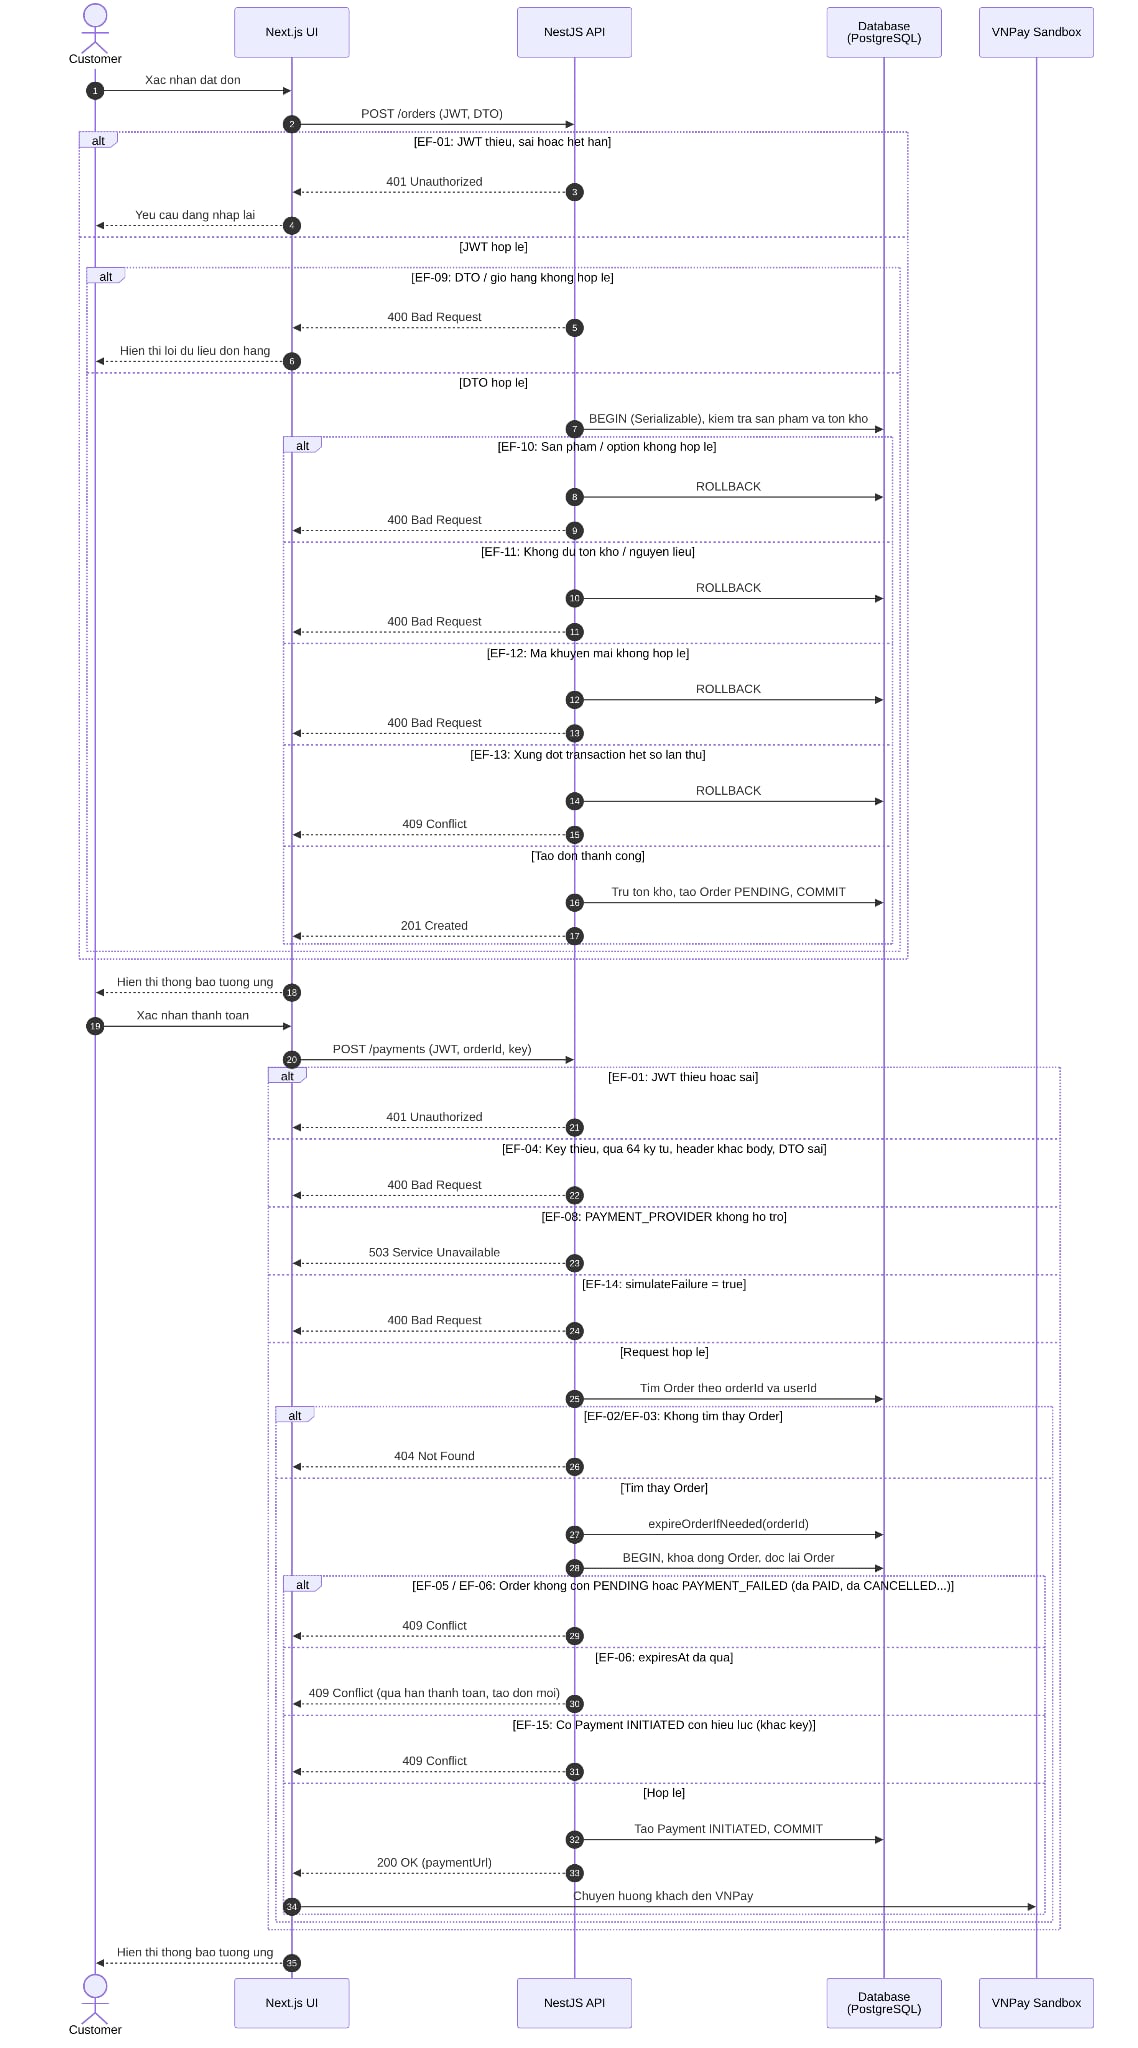 Customer
Next.js UI
NestJS API
Database
(PostgreSQL)
VNPay Sandbox
1
Xac nhan dat don
2
POST /orders (JWT, DTO)
alt
[EF-01: JWT thieu, sai hoac het han]
401 Unauthorized
3
Yeu cau dang nhap lai
4
[JWT hop le]
alt
[EF-09: DTO / gio hang khong hop le]
400 Bad Request
5
Hien thi loi du lieu don hang
6
[DTO hop le]
7
BEGIN (Serializable), kiem tra san pham va ton kho
alt
[EF-10: San pham / option khong hop le]
8
ROLLBACK
400 Bad Request
9
[EF-11: Khong du ton kho / nguyen lieu]
10
ROLLBACK
400 Bad Request
11
[EF-12: Ma khuyen mai khong hop le]
12
ROLLBACK
400 Bad Request
13
[EF-13: Xung dot transaction het so lan thu]
14
ROLLBACK
409 Conflict
15
[Tao don thanh cong]
16
Tru ton kho, tao Order PENDING, COMMIT
201 Created
17
Hien thi thong bao tuong ung
18
19
Xac nhan thanh toan
20
POST /payments (JWT, orderId, key)
alt
[EF-01: JWT thieu hoac sai]
401 Unauthorized
21
[EF-04: Key thieu, qua 64 ky tu, header khac body, DTO sai]
400 Bad Request
22
[EF-08: PAYMENT_PROVIDER khong ho tro]
503 Service Unavailable
23
[EF-14: simulateFailure = true]
400 Bad Request
24
[Request hop le]
25
Tim Order theo orderId va userId
alt
[EF-02/EF-03: Khong tim thay Order]
404 Not Found
26
[Tim thay Order]
27
expireOrderIfNeeded(orderId)
28
BEGIN, khoa dong Order. doc lai Order
alt
[EF-05 / EF-06: Order khong con PENDING hoac PAYMENT_FAILED (da PAID, da CANCELLED...)]
409 Conflict
29
[EF-06: expiresAt da qua]
409 Conflict (qua han thanh toan, tao don moi)
30
[EF-15: Co Payment INITIATED con hieu luc (khac key)]
409 Conflict
31
[Hop le]
32
Tao Payment INITIATED, COMMIT
200 OK (paymentUrl)
33
34
Chuyen huong khach den VNPay
Hien thi thong bao tuong ung
35
Customer
Next.js UI
NestJS API
Database
(PostgreSQL)
VNPay Sandbox